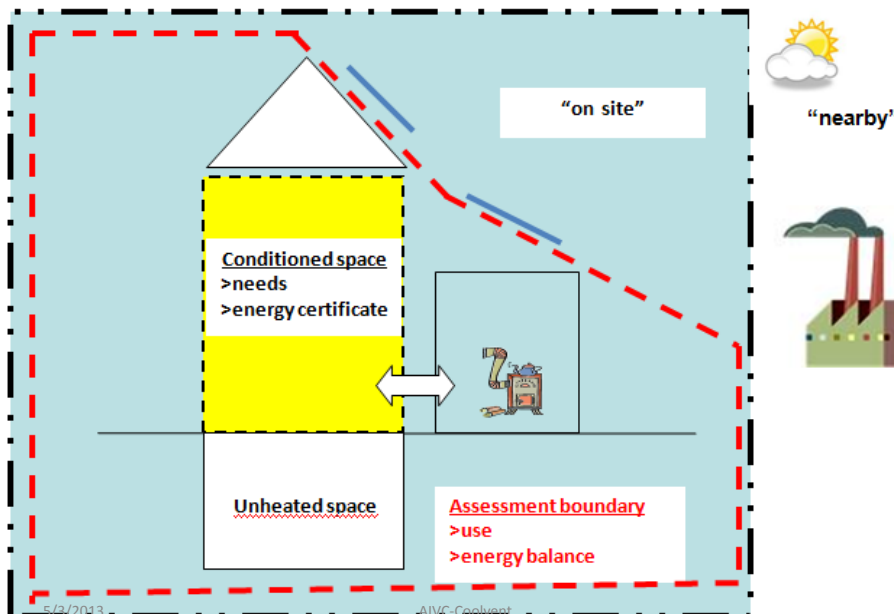 “on site”
“nearby”
Conditioned space
>needs
>energy certificate
Unheated space
Assessment boundary
>use
>energy balance
5/3/2013
AIVC-Coolvent